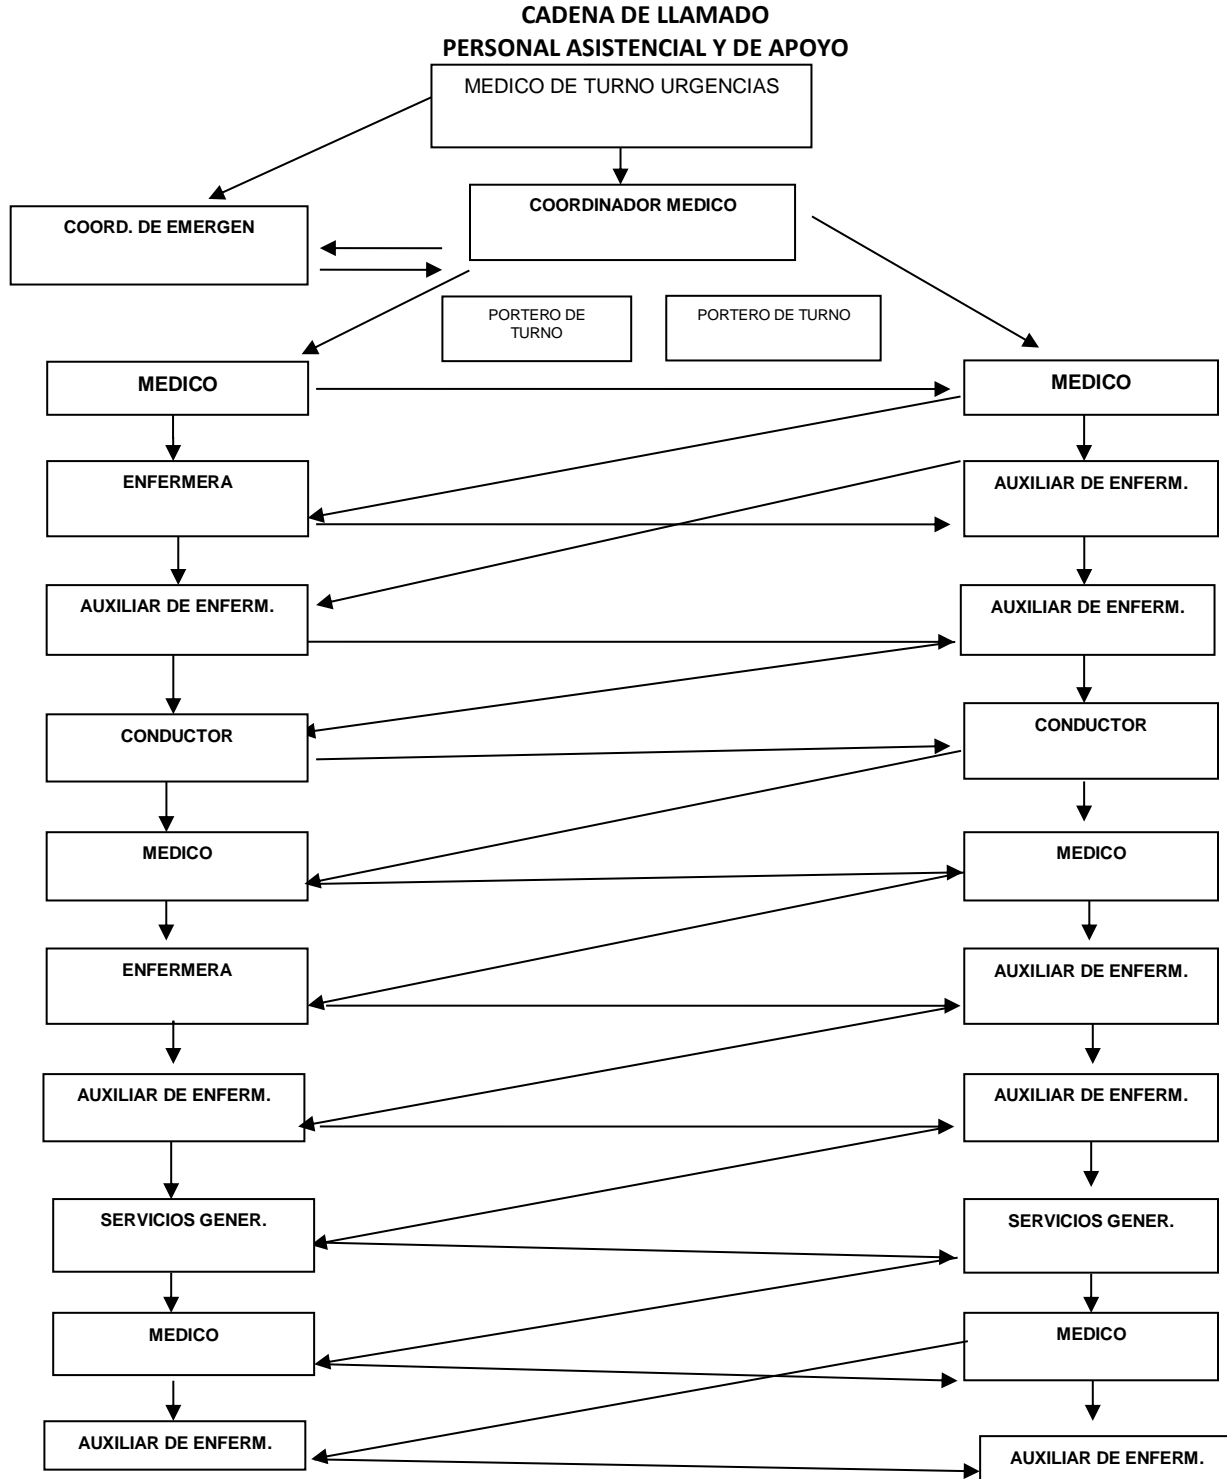 CADENA DE LLAMADO
PERSONAL ASISTENCIAL Y DE APOYO
MEDICO DE TURNO URGENCIAS
COORDINADOR MEDICO
COORD. DE EMERGEN
PORTERO DE
TURNO
PORTERO DE TURNO
MEDICO
MEDICO
ENFERMERA
AUXILIAR DE ENFERM.
AUXILIAR DE ENFERM.
AUXILIAR DE ENFERM.
CONDUCTOR
CONDUCTOR
MEDICO
MEDICO
ENFERMERA
AUXILIAR DE ENFERM.
AUXILIAR DE ENFERM.
AUXILIAR DE ENFERM.
SERVICIOS GENER.
SERVICIOS GENER.
MEDICO
MEDICO
AUXILIAR DE ENFERM.
AUXILIAR DE ENFERM.